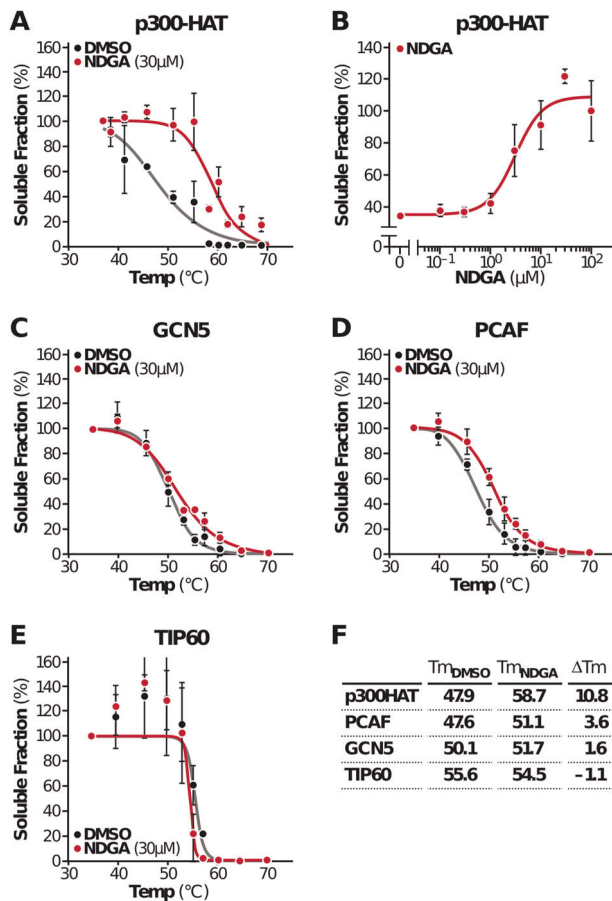 A
p300-HAT
Soluble Fraction (%)
160
140
120
100
80
60
40
20
0
DMSO
NDGA (30µM)
30 40 50 60 70
Temp (°C)
B
p300-HAT
Soluble Fraction (%)
140
120
100
80
60
40
0
NDGA
0 10⁻¹ 10⁰ 10¹ 10²
NDGA (µM)
C
GCN5
Soluble Fraction (%)
160
140
120
100
80
60
40
20
0
DMSO
NDGA (30µM)
30 40 50 60 70
Temp (°C)
D
PCAF
Soluble Fraction (%)
160
140
120
100
80
60
40
20
0
DMSO
NDGA (30µM)
30 40 50 60 70
Temp (°C)
E
TIP60
Soluble Fraction (%)
160
140
120
100
80
60
40
20
0
DMSO
NDGA (30µM)
30 40 50 60 70
Temp (°C)
F
TmDMSO TmNDGA ΔTm
p300HAT 47.9 58.7 10.8
PCAF 47.6 51.1 3.6
GCN5 50.1 51.7 1.6
TIP60 55.6 54.5 –1.1